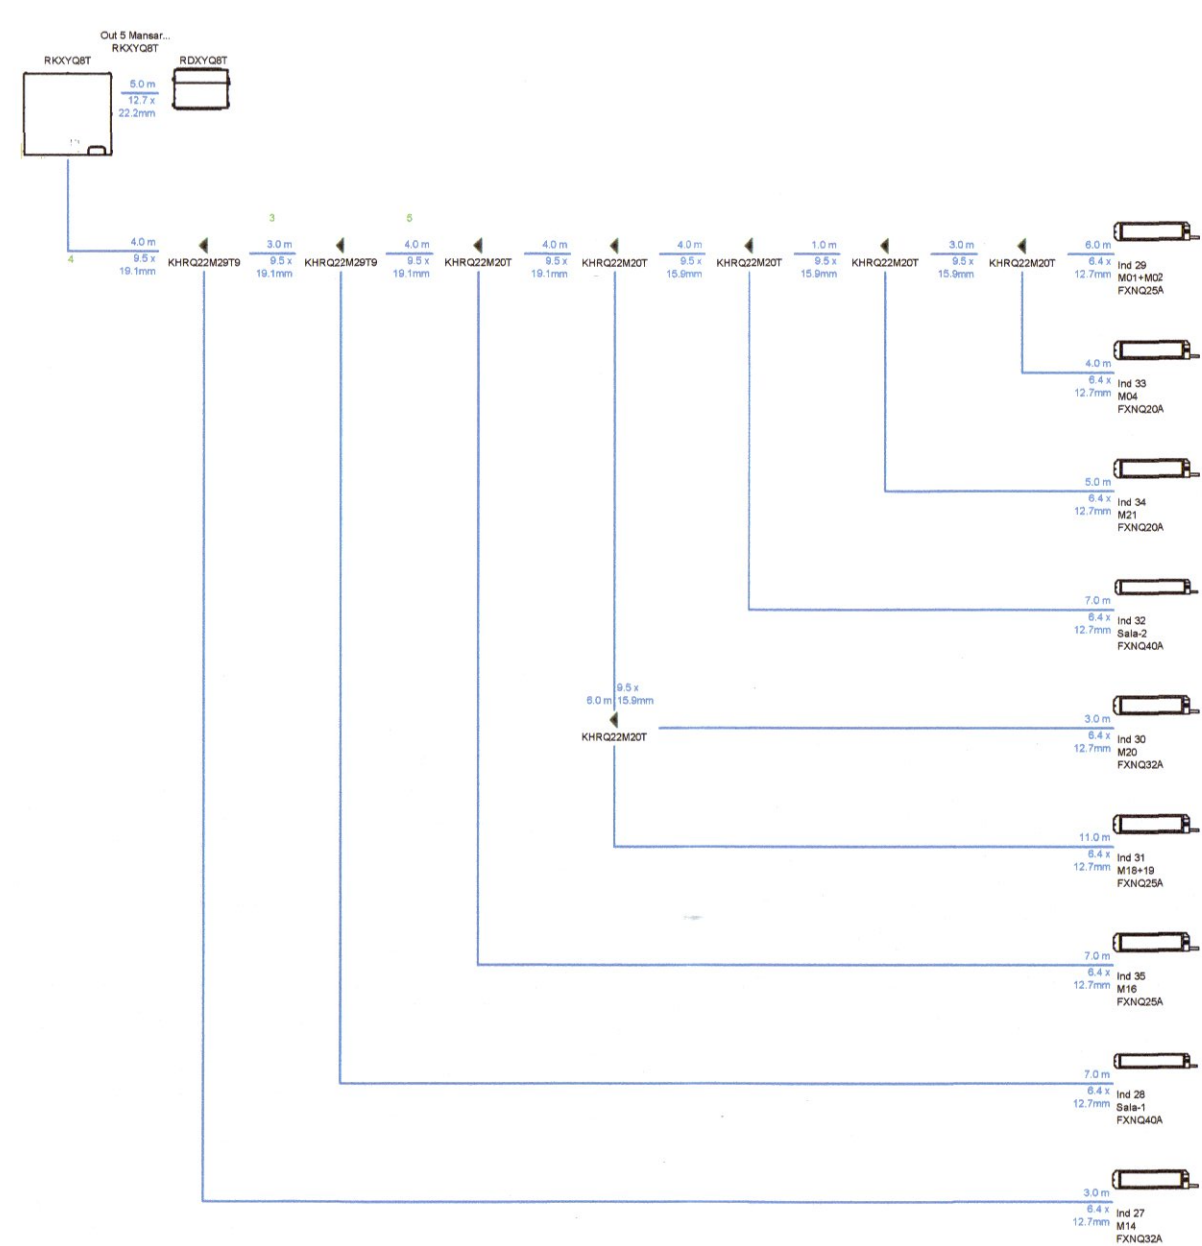 Out 5 Mansar...
RKXYQ8T
RKXYQ8T
RDXYQ8T
5.0 m
12.7 x
22.2mm
3
5
4.0 m
9.5 x
19.1mm
4
KHRQ22M29T9
3.0 m
9.5 x
19.1mm
KHRQ22M29T9
4.0 m
9.5 x
19.1mm
KHRQ22M20T
4.0 m
9.5 x
19.1mm
KHRQ22M20T
4.0 m
9.5 x
15.9mm
KHRQ22M20T
1.0 m
9.5 x
15.9mm
KHRQ22M20T
3.0 m
9.5 x
15.9mm
KHRQ22M20T
6.0 m
6.4 x
12.7mm
Ind 29
M01+M02
FXNQ25A
4.0 m
6.4 x
12.7mm
Ind 33
M04
FXNQ20A
5.0 m
6.4 x
12.7mm
Ind 34
M21
FXNQ20A
7.0 m
6.4 x
12.7mm
Ind 32
Sala-2
FXNQ40A
9.5 x
6.0 m 15.9mm
KHRQ22M20T
3.0 m
6.4 x
12.7mm
Ind 30
M20
FXNQ32A
11.0 m
6.4 x
12.7mm
Ind 31
M18+19
FXNQ25A
7.0 m
6.4 x
12.7mm
Ind 35
M16
FXNQ25A
7.0 m
6.4 x
12.7mm
Ind 28
Sala-1
FXNQ40A
3.0 m
6.4 x
12.7mm
Ind 27
M14
FXNQ32A